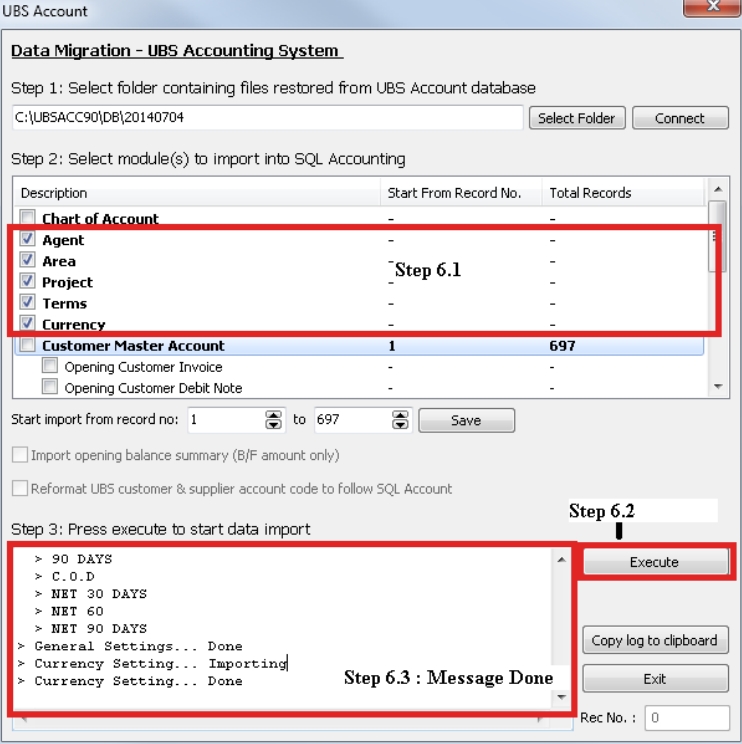 UBS Account
Data Migration - UBS Accounting System
Step 1: Select folder containing files restored from UBS Account database
C:\UBSACC90\DB\20140704 Select Folder Connect
Step 2: Select module(s) to import into SQL Accounting
Description Start From Record No. Total Records
Chart of Account - -
Agent - -
Area - -
Step 6.1
Project - -
Terms - -
Currency - -
Customer Master Account 1 697
Opening Customer Invoice - -
Opening Customer Debit Note - -
Start import from record no: 1 to 697 Save
Import opening balance summary (B/F amount only)
Reformat UBS customer & supplier account code to follow SQL Account
Step 6.2
Step 3: Press execute to start data import
> 90 DAYS
Execute
> C.O.D
> NET 30 DAYS
> NET 60
> NET 90 DAYS
> General Settings... Done
Copy log to clipboard
> Currency Setting... Importing
> Currency Setting... Done
Step 6.3 : Message Done
Exit
Rec No. : 0